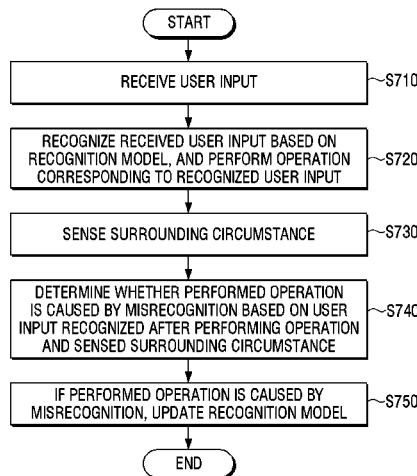 START
RECEIVE USER INPUT
~S710
RECOGNIZE RECEIVED USER INPUT BASED ON
RECOGNITION MODEL, AND PERFORM OPERATION
CORRESPONDING TO RECOGNIZED USER INPUT
~S720
SENSE SURROUNDING CIRCUMSTANCE
~S730
DETERMINE WHETHER PERFORMED OPERATION
IS CAUSED BY MISRECOGNITION BASED ON USER
INPUT RECOGNIZED AFTER PERFORMING OPERATION
AND SENSED SURROUNDING CIRCUMSTANCE
~S740
IF PERFORMED OPERATION IS CAUSED BY
MISRECOGNITION, UPDATE RECOGNITION MODEL
~S750
END